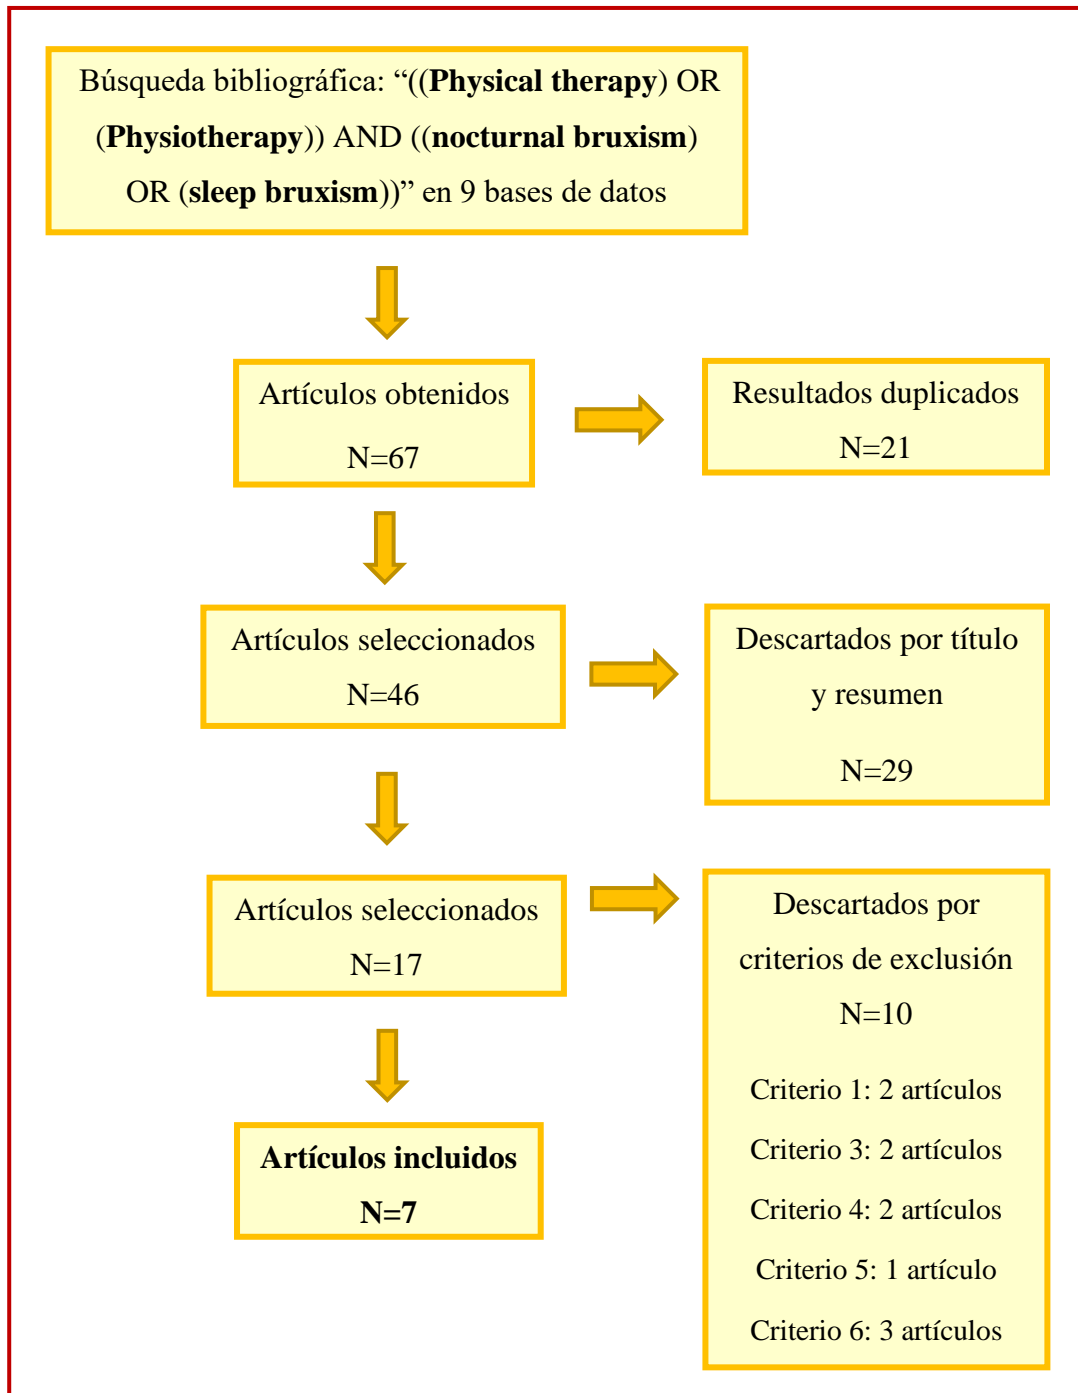 Búsqueda bibliográfica: “((Physical therapy) OR
(Physiotherapy)) AND ((nocturnal bruxism)
OR (sleep bruxism))” en 9 bases de datos
Artículos obtenidos
N=67
Resultados duplicados
N=21
Artículos seleccionados
N=46
Descartados por título
y resumen
N=29
Artículos seleccionados
N=17
Descartados por
criterios de exclusión
N=10
Criterio 1: 2 artículos
Criterio 3: 2 artículos
Criterio 4: 2 artículos
Criterio 5: 1 artículo
Criterio 6: 3 artículos
Artículos incluidos
N=7